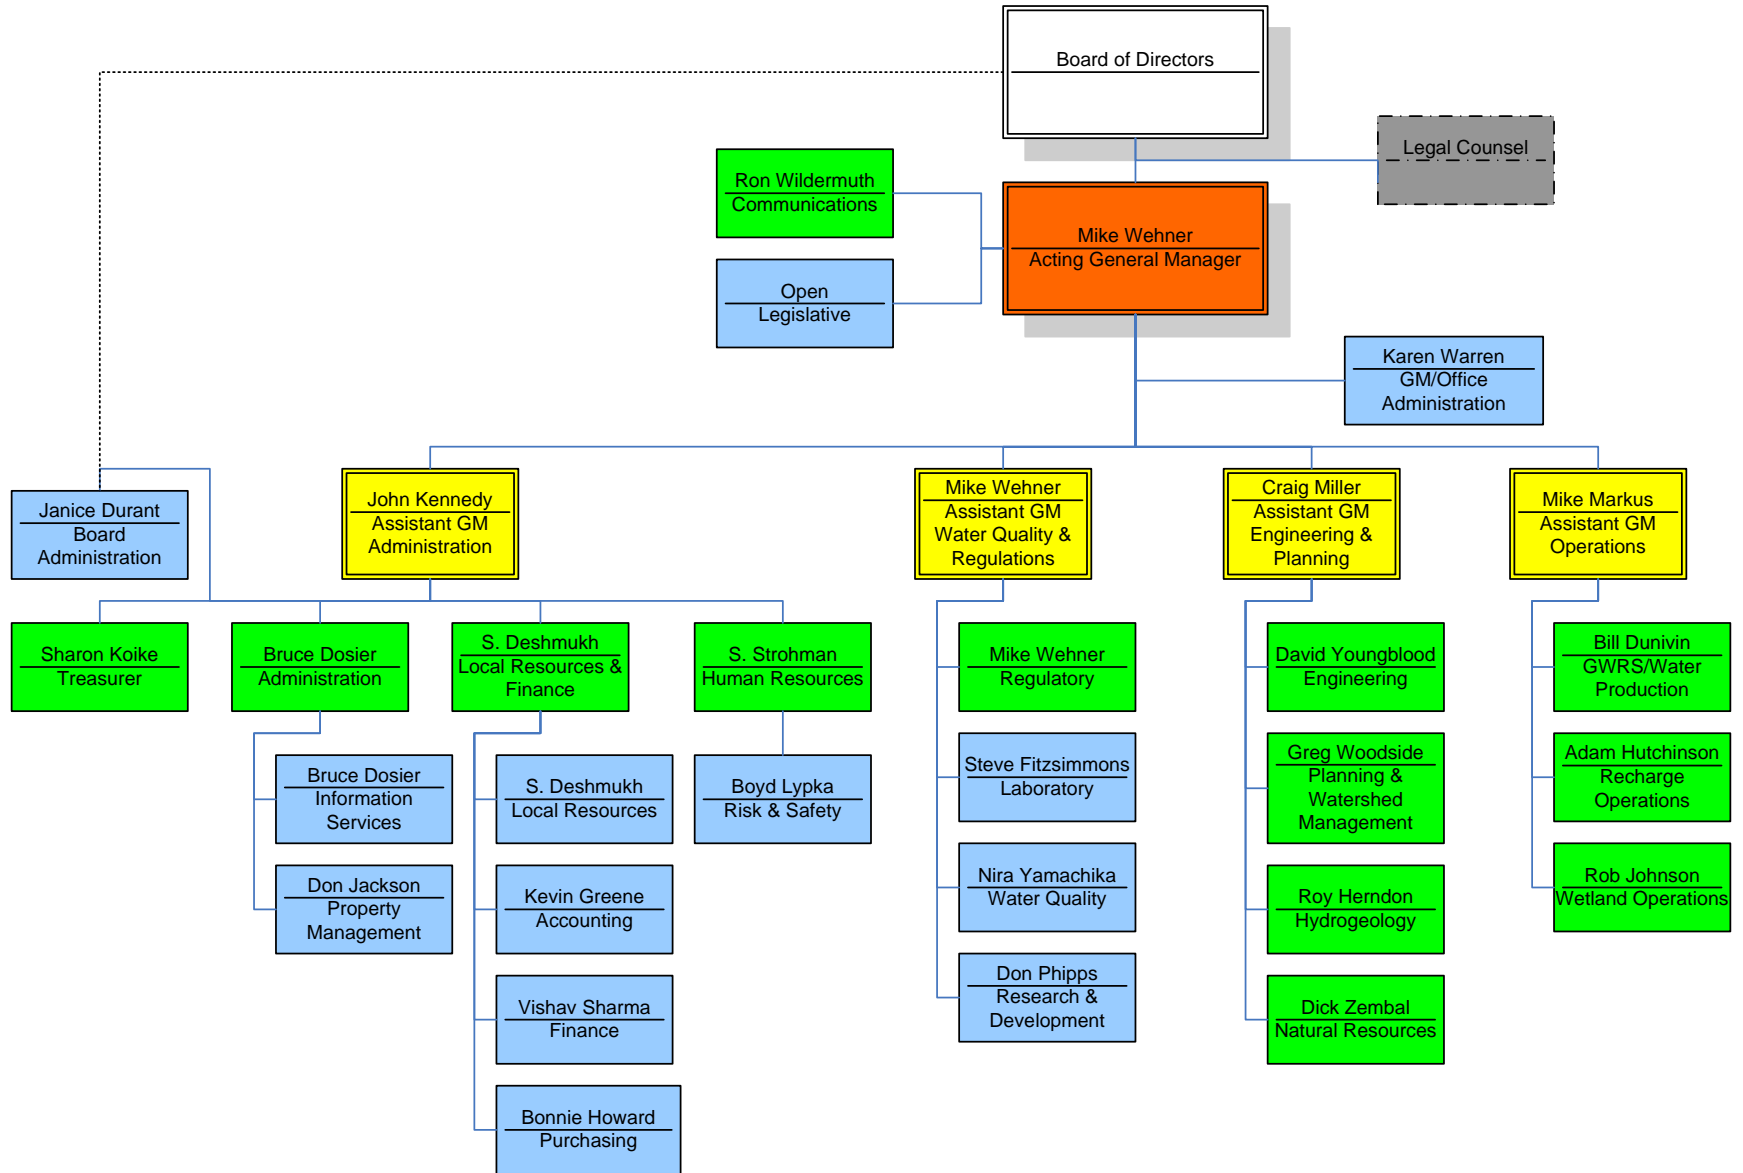 Board of Directors
Legal Counsel
Ron Wildermuth
Communications
Mike Wehner
Acting General Manager
Open
Legislative
Karen Warren
GM/Office
Administration
Janice Durant
Board
Administration
John Kennedy
Assistant GM
Administration
Mike Wehner
Assistant GM
Water Quality &
Regulations
Craig Miller
Assistant GM
Engineering &
Planning
Mike Markus
Assistant GM
Operations
Sharon Koike
Treasurer
Bruce Dosier
Administration
S. Deshmukh
Local Resources &
Finance
S. Strohman
Human Resources
Mike Wehner
Regulatory
David Youngblood
Engineering
Bill Dunivin
GWRS/Water
Production
Bruce Dosier
Information
Services
S. Deshmukh
Local Resources
Boyd Lypka
Risk & Safety
Steve Fitzsimmons
Laboratory
Greg Woodside
Planning &
Watershed
Management
Adam Hutchinson
Recharge
Operations
Don Jackson
Property
Management
Kevin Greene
Accounting
Nira Yamachika
Water Quality
Roy Herndon
Hydrogeology
Rob Johnson
Wetland Operations
Vishav Sharma
Finance
Don Phipps
Research &
Development
Dick Zembal
Natural Resources
Bonnie Howard
Purchasing